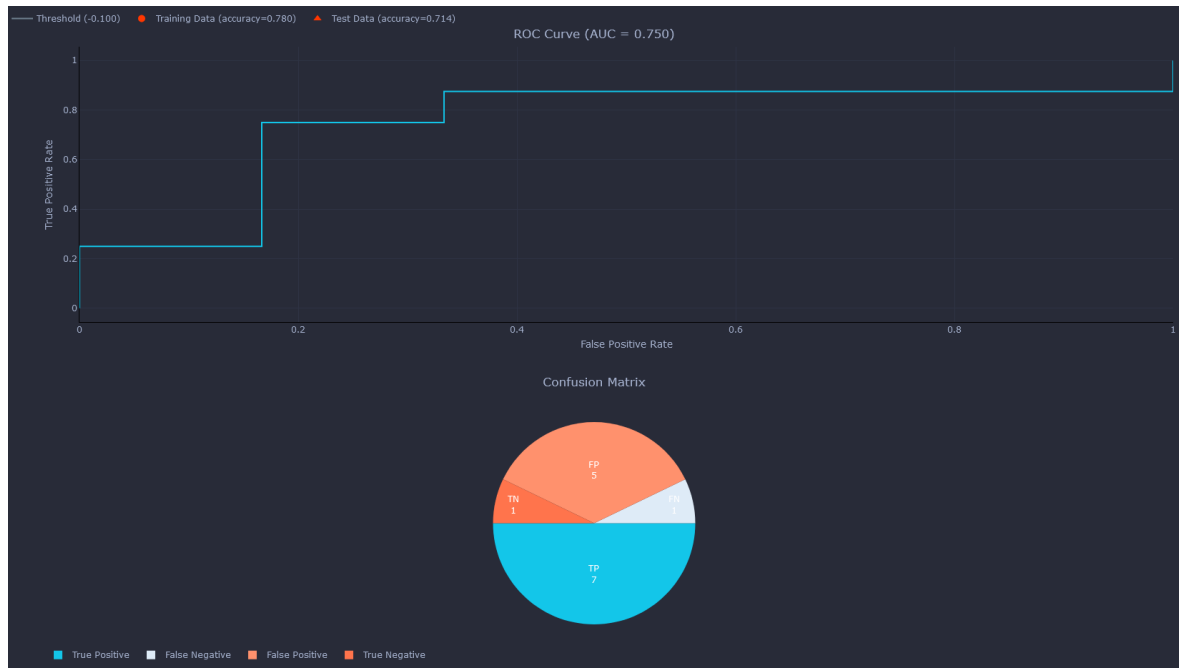 Threshold (-0.100) Training Data (accuracy=0.780) Test Data (accuracy=0.714)
ROC Curve (AUC = 0.750)
1
0.8
0.6
0.4
0.2
0
True Positive Rate
0 0.2 0.4 0.6 0.8 1
False Positive Rate
Confusion Matrix
FP
5
TN
1
FN
1
TP
7
True Positive False Negative False Positive True Negative